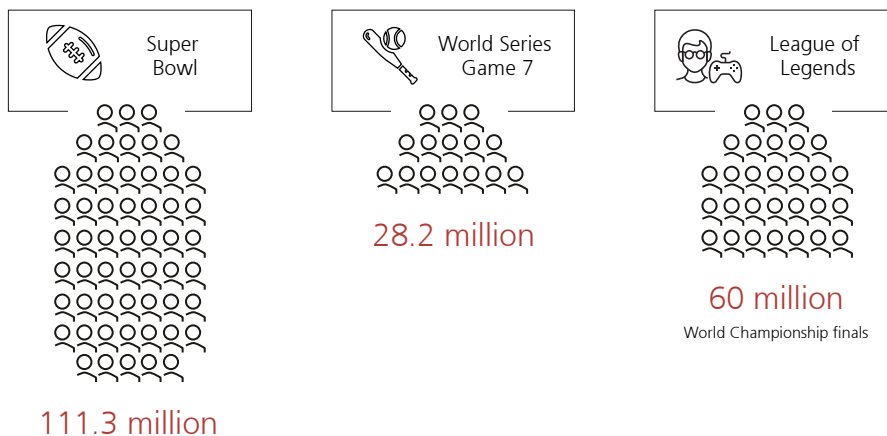 Super
Bowl
111.3 million
World Series
Game 7
28.2 million
League of
Legends
60 million
World Championship finals